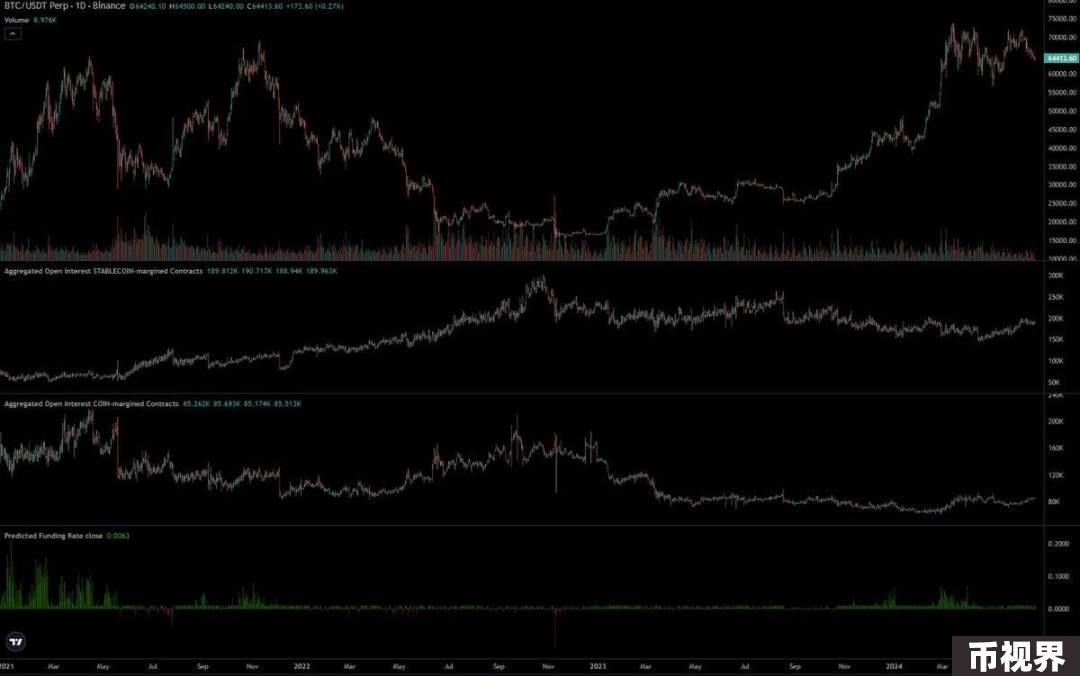 BTC/USDT Perp · 1D · Binance O64240.10 H64500.00 L64240.00 C64413.60 +173.60 (+0.27%)
Volume 8.976K
80000.00
75000.00
70000.00
64413.60
60000.00
55000.00
50000.00
45000.00
40000.00
35000.00
30000.00
25000.00
20000.00
15000.00
10000.00
Aggregated Open Interest STABLECOIN-margined Contracts 189.812K 190.717K 188.94K 189.963K
300K
250K
200K
150K
100K
50K
Aggregated Open Interest COIN-margined Contracts 85.262K 85.693K 85.174K 85.513K
240K
200K
160K
120K
80K
Predicted Funding Rate close 0.0063
0.2000
0.1000
0.0000
2021 Mar May Jul Sep Nov 2022 Mar May Jul Sep Nov 2023 Mar May Jul Sep Nov 2024 Mar
币视界